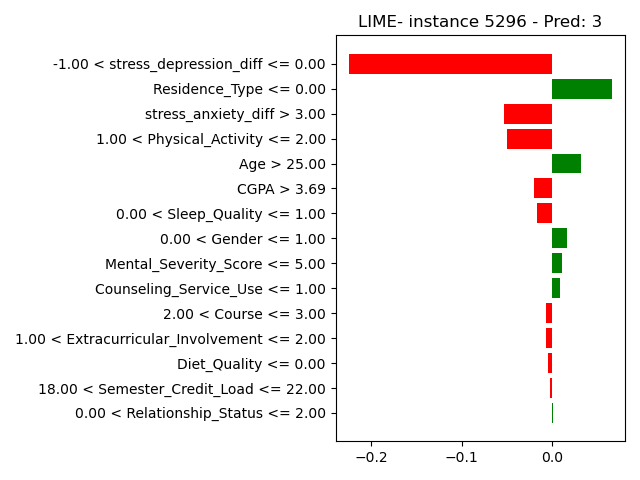 LIME- instance 5296 - Pred: 3
-1.00 < stress_depression_diff <= 0.00
Residence_Type <= 0.00
stress_anxiety_diff > 3.00
1.00 < Physical_Activity <= 2.00
Age > 25.00
CGPA > 3.69
0.00 < Sleep_Quality <= 1.00
0.00 < Gender <= 1.00
Mental_Severity_Score <= 5.00
Counseling_Service_Use <= 1.00
2.00 < Course <= 3.00
1.00 < Extracurricular_Involvement <= 2.00
Diet_Quality <= 0.00
18.00 < Semester_Credit_Load <= 22.00
0.00 < Relationship_Status <= 2.00
−0.2 −0.1 0.0